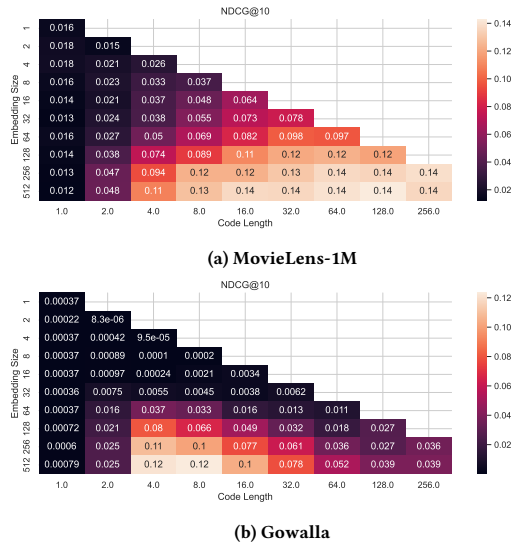 NDCG@10
1 0.016
2 0.018 0.015
4 0.018 0.021 0.026
8 0.016 0.023 0.033 0.037
16 0.014 0.021 0.037 0.048 0.064
32 0.013 0.024 0.038 0.055 0.073 0.078
64 0.016 0.027 0.05 0.069 0.082 0.098 0.097
128 0.014 0.038 0.074 0.089 0.11 0.12 0.12 0.12
256 0.013 0.047 0.094 0.12 0.12 0.13 0.14 0.14 0.14
512 0.012 0.048 0.11 0.13 0.14 0.14 0.14 0.14 0.14
1.0 2.0 4.0 8.0 16.0 32.0 64.0 128.0 256.0
Embedding Size
Code Length
0.14
0.12
0.10
0.08
0.06
0.04
0.02
(a) MovieLens-1M
NDCG@10
1 0.00037
2 0.00022 8.3e-06
4 0.00037 0.00042 9.5e-05
8 0.00037 0.00089 0.0001 0.0002
16 0.00037 0.00097 0.00024 0.0021 0.0034
32 0.00036 0.0075 0.0055 0.0045 0.0038 0.0062
64 0.00037 0.016 0.037 0.033 0.016 0.013 0.011
128 0.00072 0.021 0.08 0.066 0.049 0.032 0.018 0.027
256 0.0006 0.025 0.11 0.1 0.077 0.061 0.036 0.027 0.036
512 0.00079 0.025 0.12 0.12 0.1 0.078 0.052 0.039 0.039
1.0 2.0 4.0 8.0 16.0 32.0 64.0 128.0 256.0
Embedding Size
Code Length
0.12
0.10
0.08
0.06
0.04
0.02
(b) Gowalla